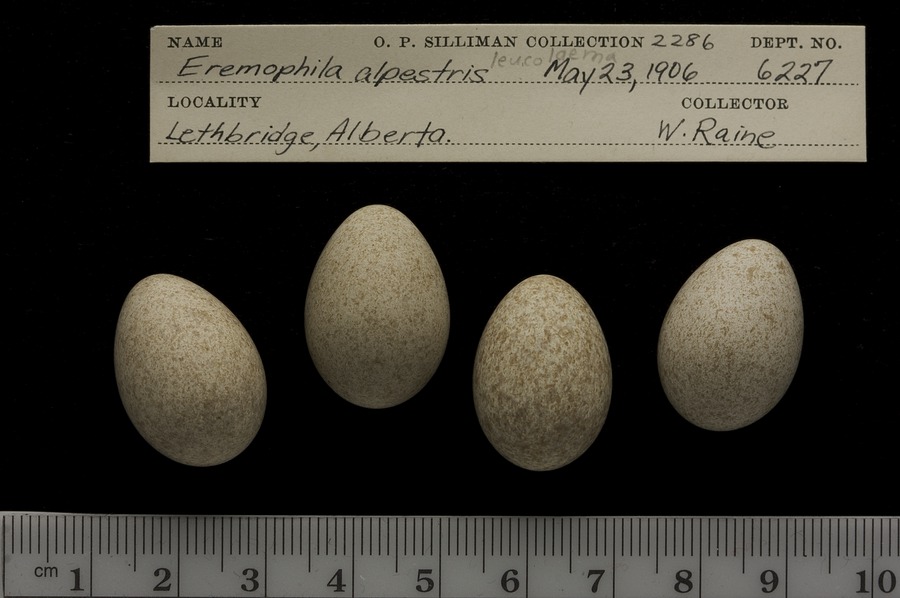 NAME O. P. SILLIMAN COLLECTION 2286 DEPT. NO.
Eremophila alpestris leucolaema May 23, 1906 6227
LOCALITY COLLECTOR
Lethbridge, Alberta. W. Raine
cm 1 2 3 4 5 6 7 8 9 10